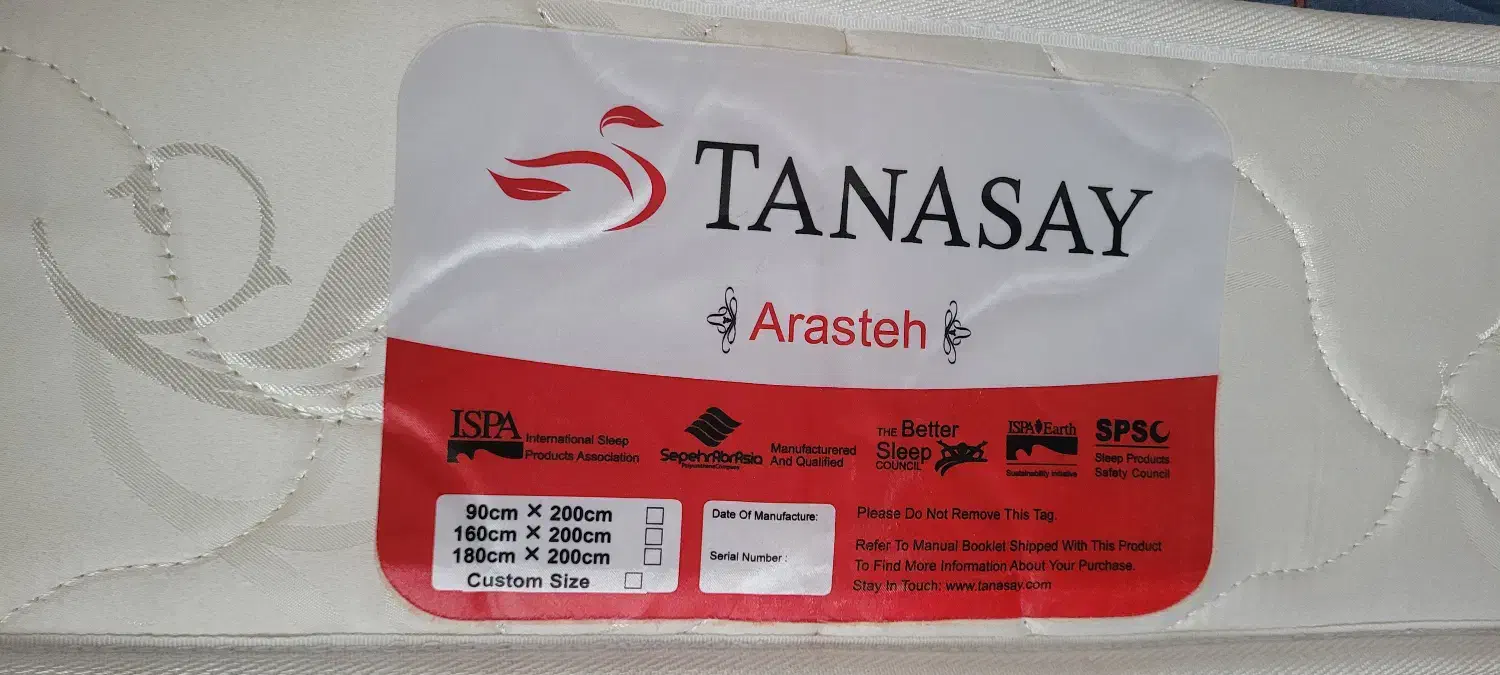 TANASAY
Arasteh
ISPA
International Sleep
Products Association
SepehrAbrAsia
Manufacturered
And Qualified
THE Better
Sleep
COUNCIL
ISPA Earth
Sustainability Initiative
SPSC
Sleep Products
Safety Council
90cm × 200cm
160cm × 200cm
180cm × 200cm
Custom Size
Date Of Manufacture:
Serial Number :
Please Do Not Remove This Tag.
Refer To Manual Booklet Shipped With This Product
To Find More Information About Your Purchase.
Stay In Touch: www.tanasay.com